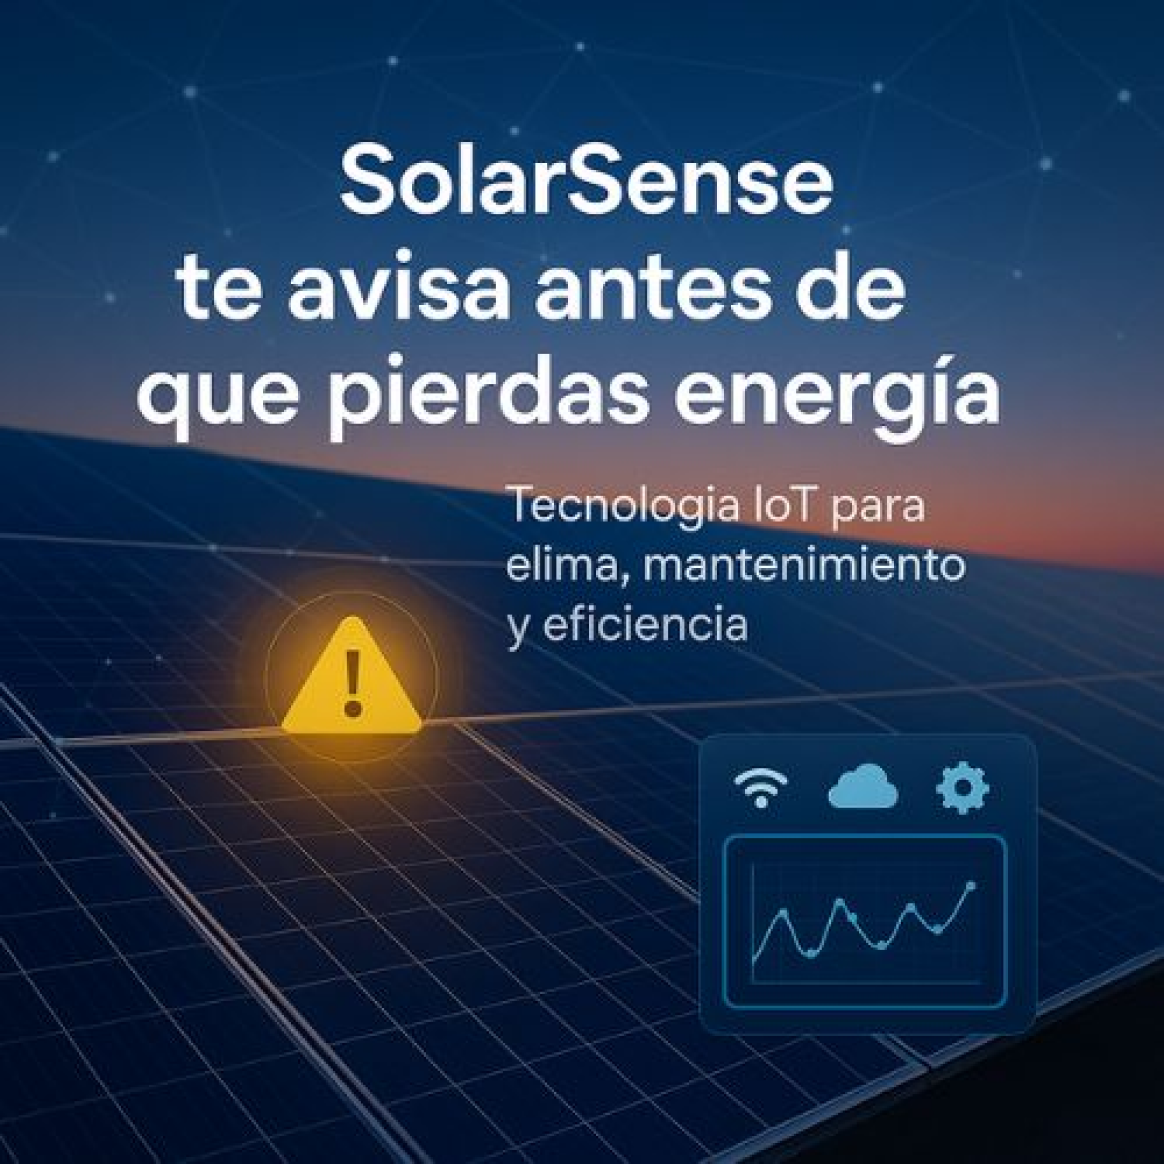 SolarSense
te avisa antes de
que pierdas energía
Tecnologia IoT para
elima, mantenimiento
y eficiencia